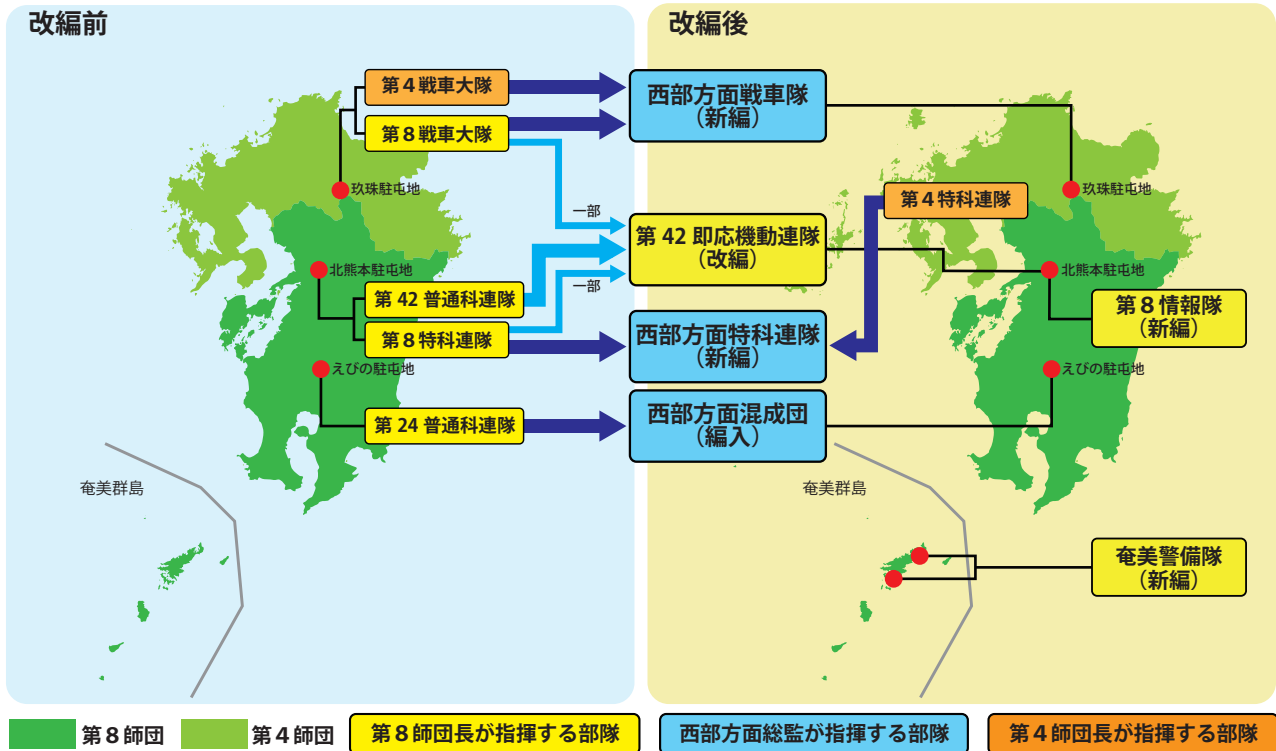 改編前
第４戦車大隊
第８戦車大隊
玖珠駐屯地
北熊本駐屯地
第 42 普通科連隊
第８特科連隊
えびの駐屯地
第 24 普通科連隊
奄美群島
一部
一部
西部方面戦車隊
（新編）
第 42 即応機動連隊
（改編）
西部方面特科連隊
（新編）
西部方面混成団
（編入）
改編後
玖珠駐屯地
第４特科連隊
北熊本駐屯地
第８情報隊
（新編）
えびの駐屯地
奄美群島
奄美警備隊
（新編）
第８師団
第４師団
第８師団長が指揮する部隊
西部方面総監が指揮する部隊
第４師団長が指揮する部隊